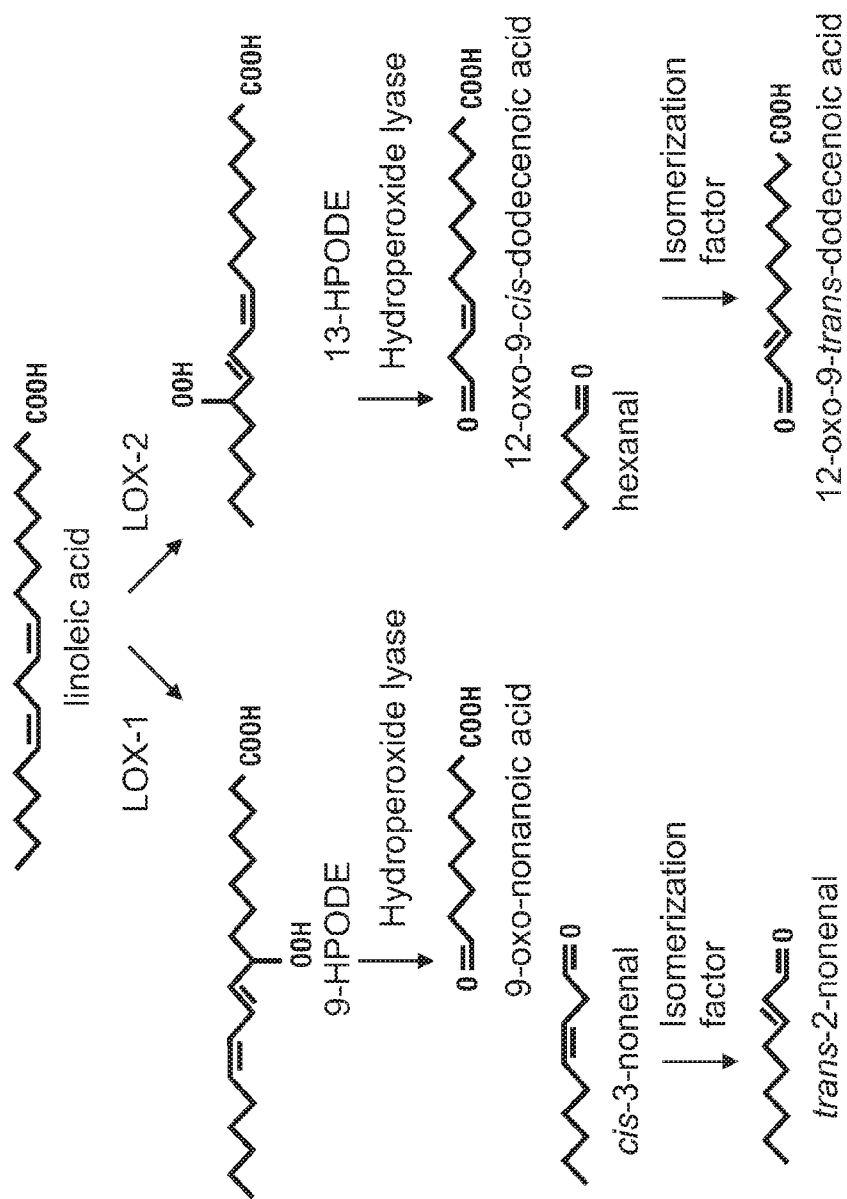 COOH
linoleic acid
LOX-1
LOX-2
COOH
OOH
9-HPODE
Hydroperoxide lyase
O
COOH
9-oxo-nonanoic acid
O
cis-3-nonenal
Isomerization
factor
O
trans-2-nonenal
OOH
COOH
13-HPODE
Hydroperoxide lyase
O
COOH
12-oxo-9-cis-dodecenoic acid
O
hexanal
Isomerization
factor
O
COOH
12-oxo-9-trans-dodecenoic acid